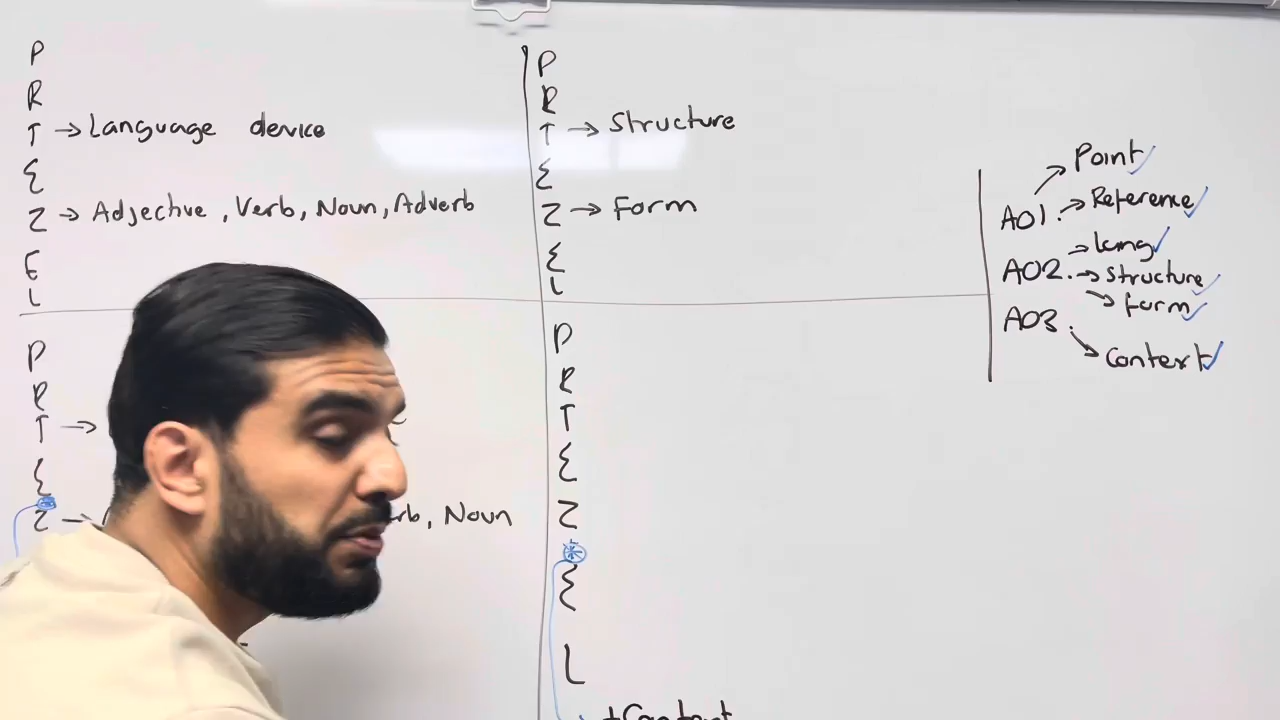 P
R
T → Language device
E
Z → Adjective, Verb, Noun, Adverb
E
L
P
R
T → Structure
E
Z → Form
E
L
P
R
T →
E
Z → Noun
P
R
T
E
Z
E
L
+Context
→ Point ✓
AO1. → Reference ✓
→ Lang ✓
AO2. → Structure ✓
→ form ✓
AO3.
→ Context ✓